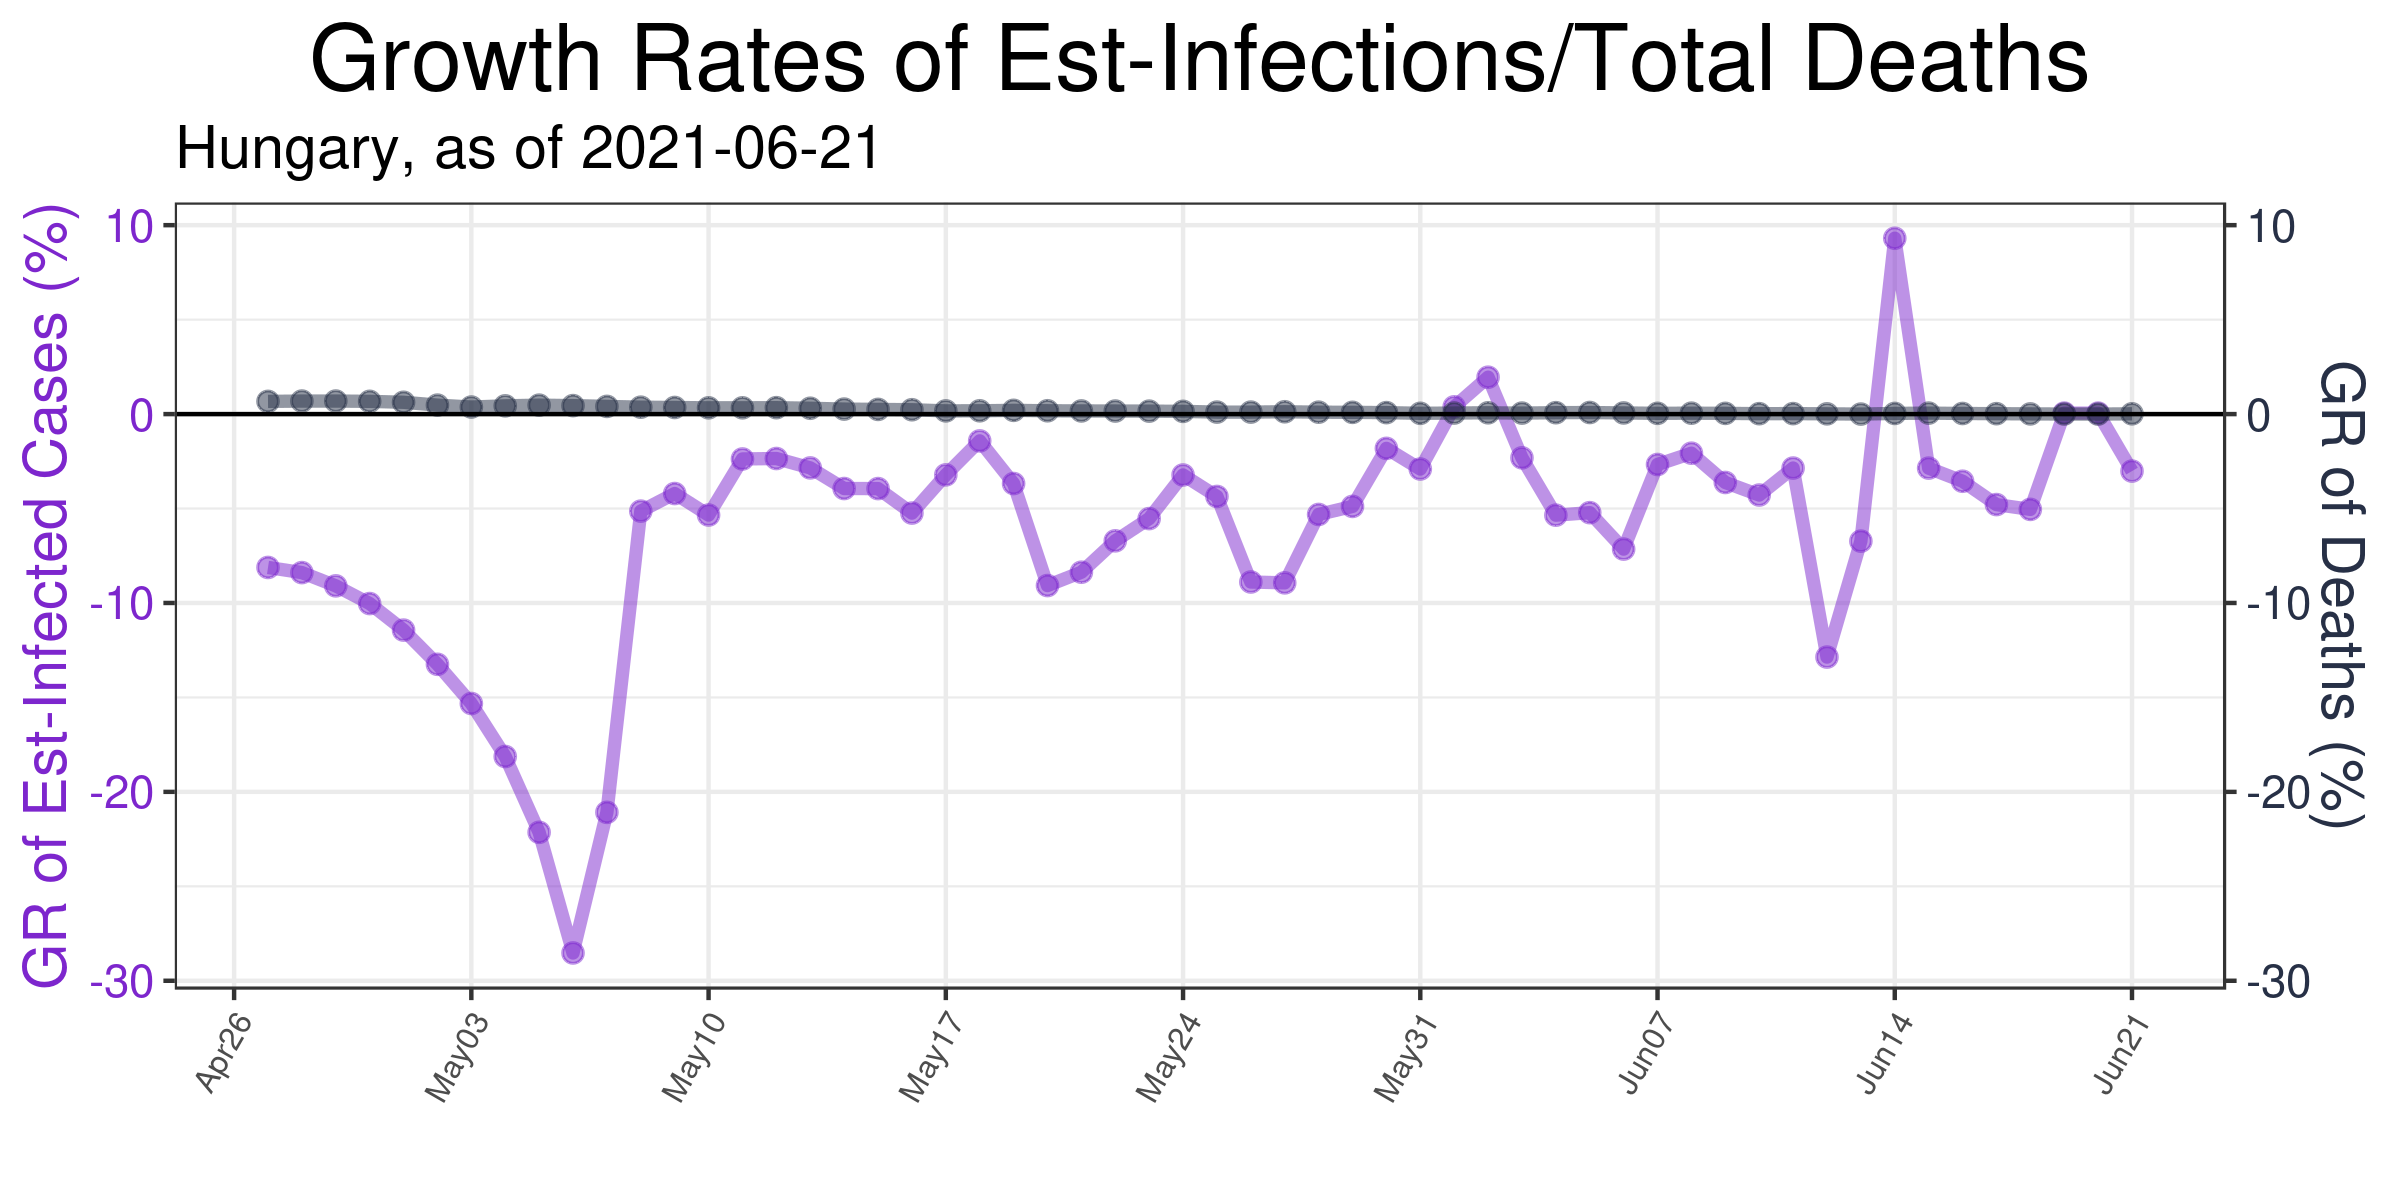 Growth Rates of Est-Infections/Total Deaths
Hungary, as of 2021-06-21
GR of Est-Infected Cases (%)
10
0
-10
-20
-30
10
0
-10
-20
-30
GR of Deaths (%)
Apr26
May03
May10
May17
May24
May31
Jun07
Jun14
Jun21